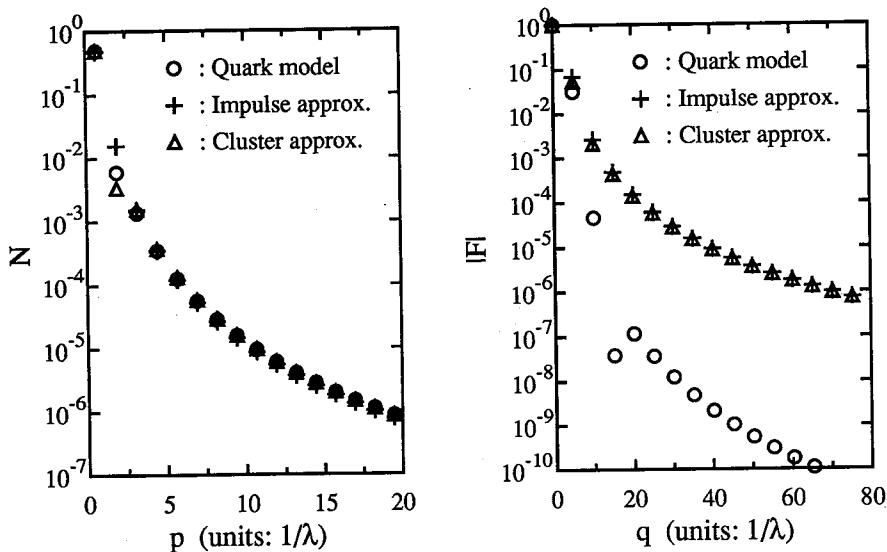 10^0
10^-1
10^-2
10^-3
10^-4
10^-5
10^-6
10^-7
N
○ : Quark model
+ : Impulse approx.
△ : Cluster approx.
0 5 10 15 20
p (units: 1/λ)
10^0
10^-1
10^-2
10^-3
10^-4
10^-5
10^-6
10^-7
10^-8
10^-9
10^-10
|F|
○ : Quark model
+ : Impulse approx.
△ : Cluster approx.
0 20 40 60 80
q (units: 1/λ)